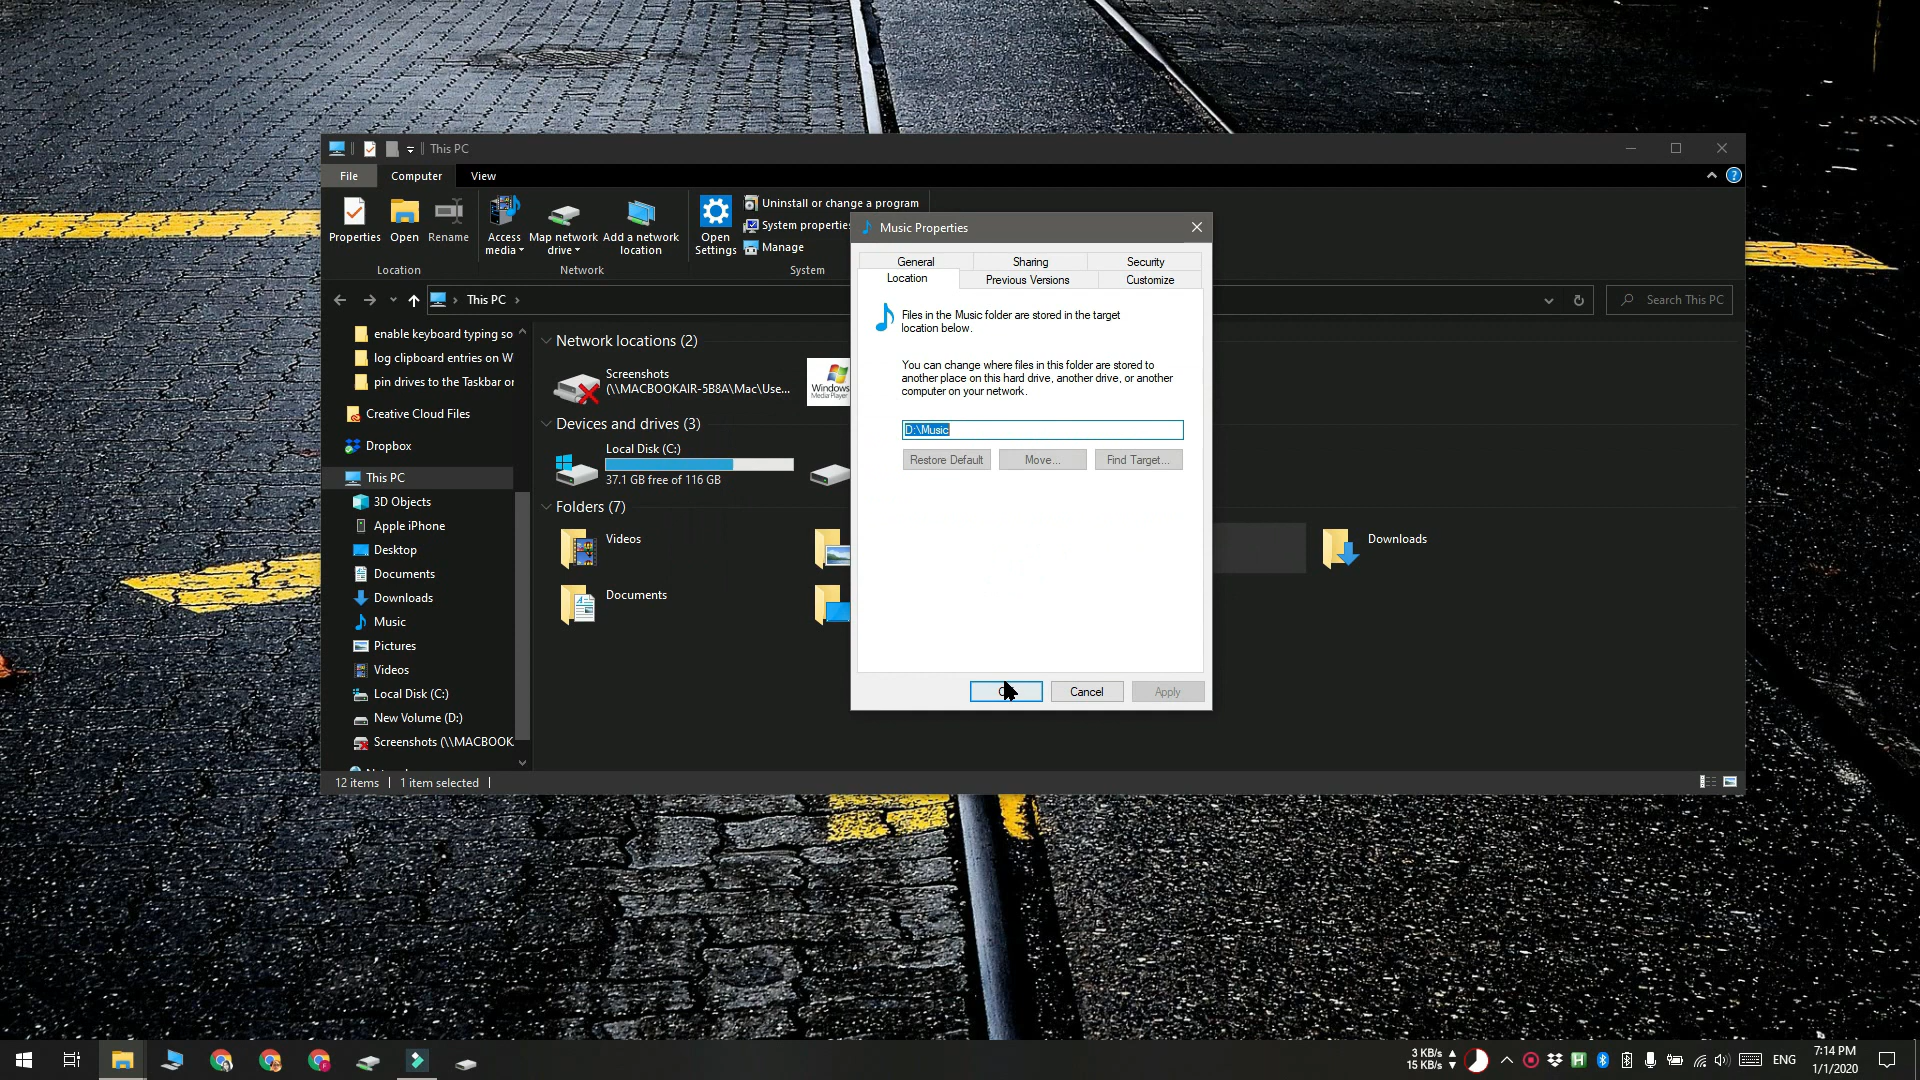 This PC
File
Computer
View
Properties
Open
Rename
Access media
Map network drive
Add a network location
Open Settings
Uninstall or change a program
System properties
Manage
Location
Network
System
This PC
Search This PC
enable keyboard typing so
log clipboard entries on W
pin drives to the Taskbar or
Creative Cloud Files
Dropbox
This PC
3D Objects
Apple iPhone
Desktop
Documents
Downloads
Music
Pictures
Videos
Local Disk (C:)
New Volume (D:)
Screenshots (\\MACBOOK
Network locations (2)
Screenshots
(\\MACBOOKAIR-5B8A\Mac\Use...
Windows
Media Player
Devices and drives (3)
Local Disk (C:)
37.1 GB free of 116 GB
Folders (7)
Videos
Documents
Downloads
Music Properties
General
Sharing
Security
Location
Previous Versions
Customize
Files in the Music folder are stored in the target
location below.
You can change where files in this folder are stored to
another place on this hard drive, another drive, or another
computer on your network.
D:\Music
Restore Default
Move...
Find Target...
Cancel
Apply
12 items
1 item selected
3 KB/s
15 KB/s
ENG
7:14 PM
1/1/2020